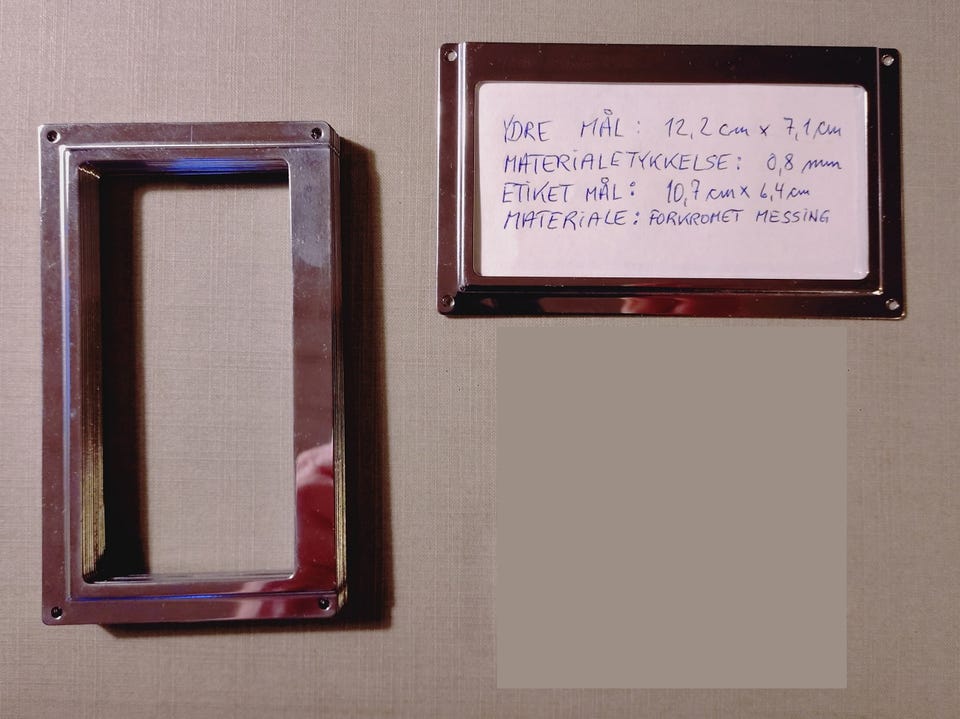 YDRE MÅL: 12,2 cm x 7,1 cm
MATERIALETYKKELSE: 0,8 mm
ETIKET MÅL: 10,7 cm x 6,4 cm
MATERIALE: FORKROMET MESSING